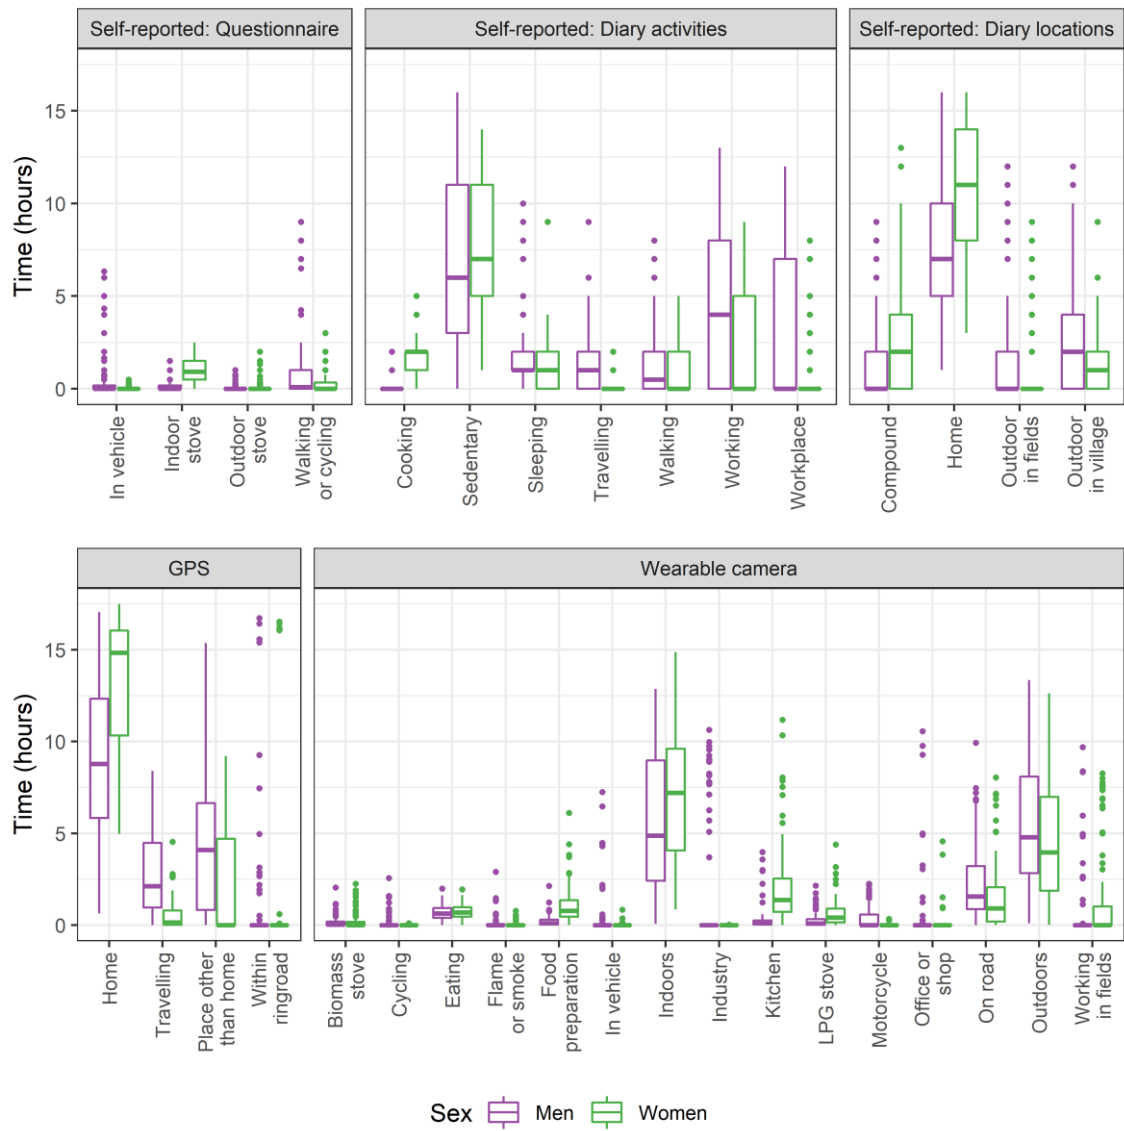 Self-reported: Questionnaire
Self-reported: Diary activities
Self-reported: Diary locations
Time (hours)
15
10
5
0
In vehicle
Indoor
stove
Outdoor
stove
Walking
or cycling
Cooking
Sedentary
Sleeping
Travelling
Walking
Working
Workplace
Compound
Home
Outdoor
in fields
Outdoor
in village
GPS
Wearable camera
Time (hours)
15
10
5
0
Home
Travelling
Place other
than home
Within
ringroad
Biomass
stove
Cycling
Eating
Flame
or smoke
Food
preparation
In vehicle
Indoors
Industry
Kitchen
LPG stove
Motorcycle
Office or
shop
On road
Outdoors
Working
in fields
Sex Men Women